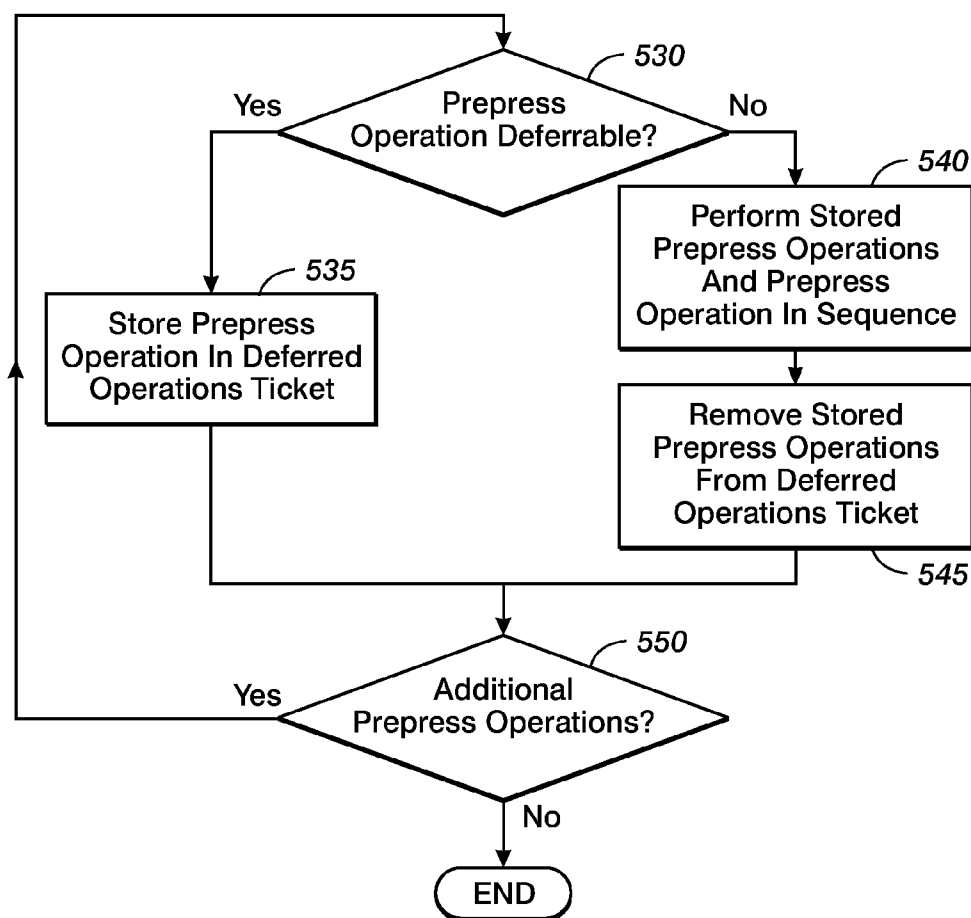 530
Yes
Prepress
Operation Deferrable?
No
535
Store Prepress
Operation In Deferred
Operations Ticket
540
Perform Stored
Prepress Operations
And Prepress
Operation In Sequence
Remove Stored
Prepress Operations
From Deferred
Operations Ticket
545
550
Yes
Additional
Prepress Operations?
No
END